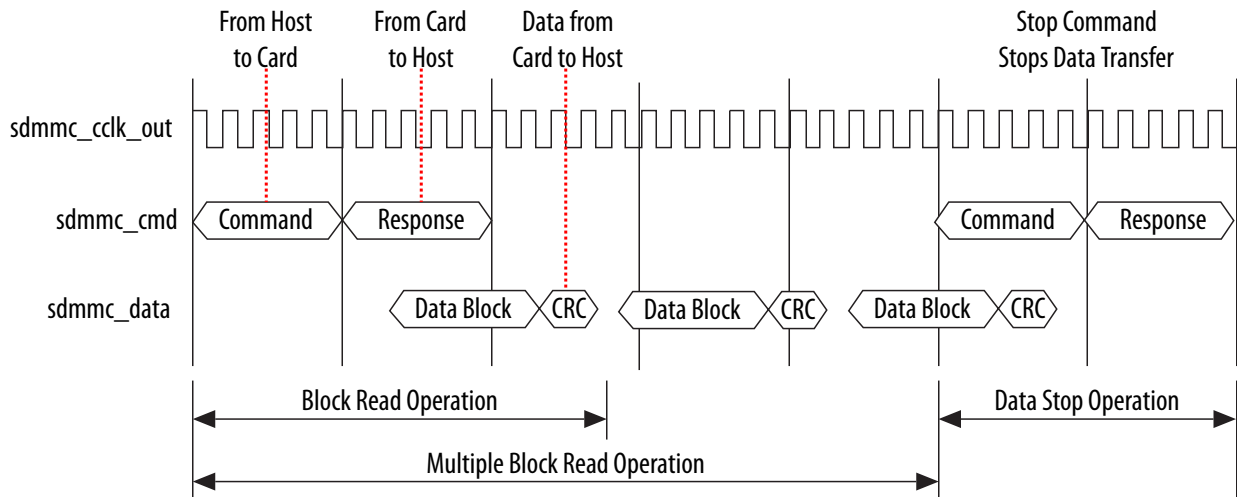 From Host
to Card
From Card
to Host
Data from
Card to Host
Stop Command
Stops Data Transfer
sdmmc_cclk_out
sdmmc_cmd
Command
Response
Command
Response
sdmmc_data
Data Block
CRC
Data Block
CRC
Data Block
CRC
Block Read Operation
Data Stop Operation
Multiple Block Read Operation